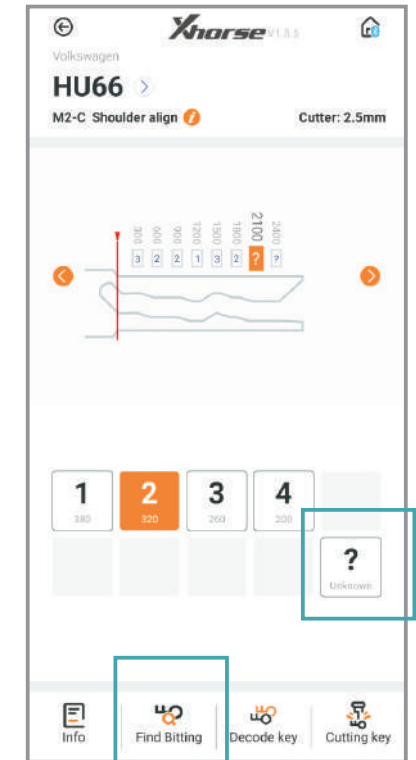 Xhorse V1.8.5
Volkswagen
HU66 >
M2-C Shoulder align i
Cutter: 2.5mm
300 600 900 1200 1500 1800 2100 2400
3 2 2 1 3 2 ? ?
1 2 3 4
380 320 260 200
?
Unknown
Info
Find Bitting
Decode key
Cutting key